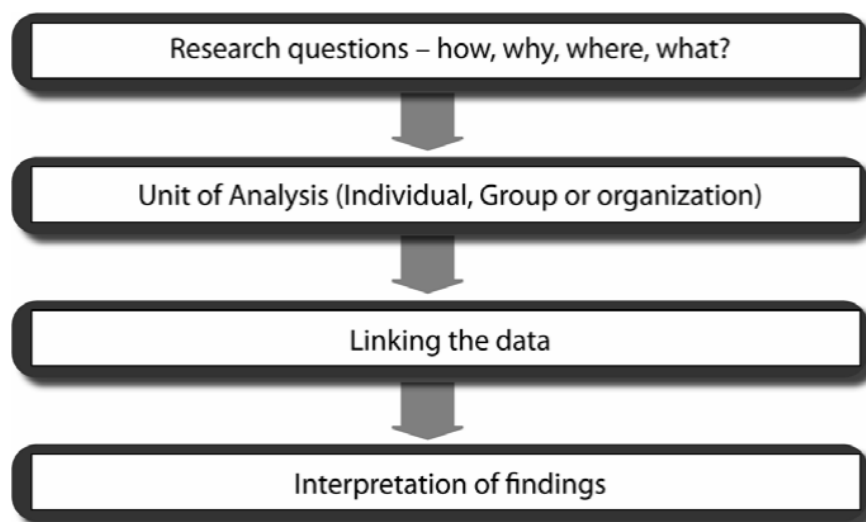 Research questions – how, why, where, what?
Unit of Analysis (Individual, Group or organization)
Linking the data
Interpretation of findings